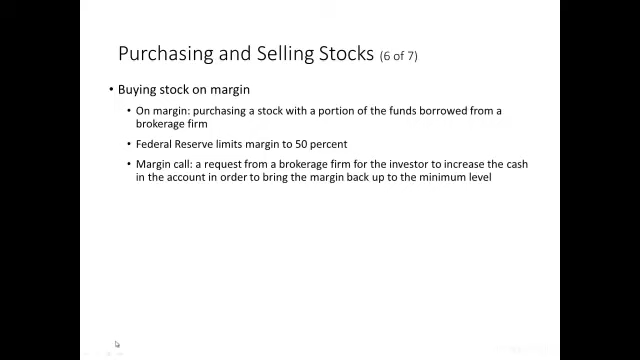 Purchasing and Selling Stocks (6 of 7)
• Buying stock on margin
• On margin: purchasing a stock with a portion of the funds borrowed from a
brokerage firm
• Federal Reserve limits margin to 50 percent
• Margin call: a request from a brokerage firm for the investor to increase the cash
in the account in order to bring the margin back up to the minimum level